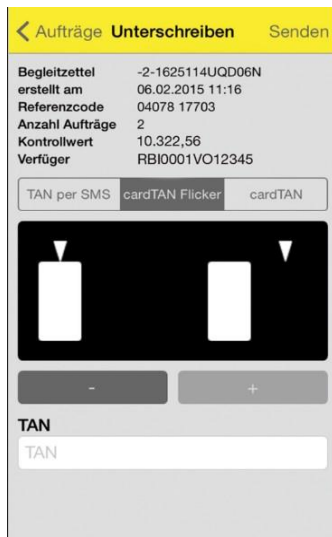 Aufträge Unterschreiben Senden
Begleitzettel -2-1625114UQD06N
erstellt am 06.02.2015 11:16
Referenzcode 04078 17703
Anzahl Aufträge 2
Kontrollwert 10.322,56
Verfüger RBI0001VO12345
TAN per SMS cardTAN Flicker cardTAN
- +
TAN
TAN